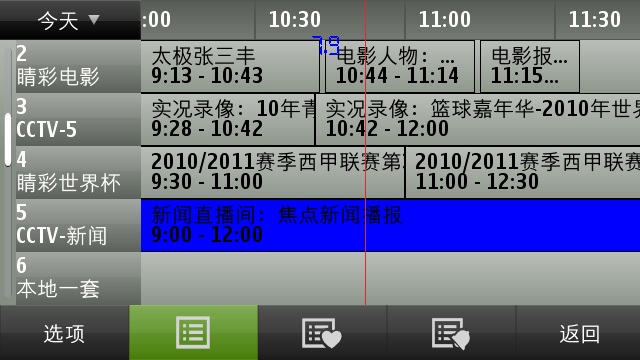 今天
:00
10:30
11:00
11:30
7.9
2
睛彩电影
太极张三丰
9:13 - 10:43
电影人物: ...
10:44 - 11:14
电影报...
11:15...
3
CCTV-5
实况录像: 10年青
9:28 - 10:42
实况录像: 篮球嘉年华-2010年世界
10:42 - 12:00
4
睛彩世界杯
2010/2011赛季西甲联赛第
9:30 - 11:00
2010/2011赛季西甲联赛
11:00 - 12:30
5
CCTV-新闻
新闻直播间: 焦点新闻播报
9:00 - 12:00
6
本地一套
选项
返回